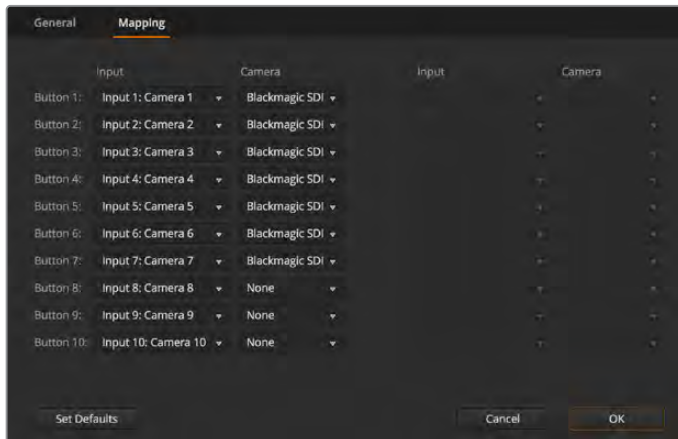 General Mapping
Input Camera Input Camera
Button 1: Input 1: Camera 1 Blackmagic SDI
Button 2: Input 2: Camera 2 Blackmagic SDI
Button 3: Input 3: Camera 3 Blackmagic SDI
Button 4: Input 4: Camera 4 Blackmagic SDI
Button 5: Input 5: Camera 5 Blackmagic SDI
Button 6: Input 6: Camera 6 Blackmagic SDI
Button 7: Input 7: Camera 7 Blackmagic SDI
Button 8: Input 8: Camera 8 None
Button 9: Input 9: Camera 9 None
Button 10: Input 10: Camera 10 None
Set Defaults Cancel OK